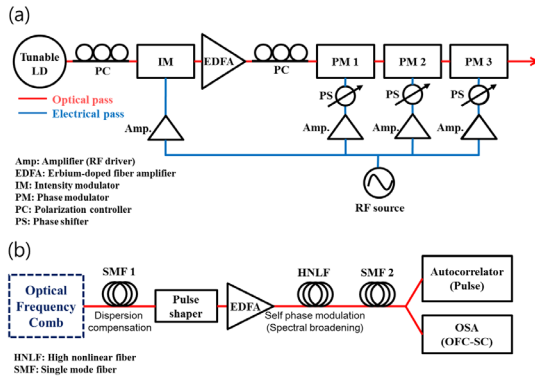 (a)
Tunable
LD
PC
IM
EDFA
PC
PM 1
PM 2
PM 3
Optical pass
Electrical pass
PS
PS
PS
Amp.
Amp.
Amp.
Amp.
Amp: Amplifier (RF driver)
EDFA: Erbium-doped fiber amplifier
IM: Intensity modulator
PM: Phase modulator
PC: Polarization controller
PS: Phase shifter
RF source
(b)
Optical
Frequency
Comb
SMF 1
Dispersion
compensation
Pulse
shaper
EDFA
HNLF
SMF 2
Self phase modulation
(Spectral broadening)
Autocorrelator
(Pulse)
OSA
(OFC-SC)
HNLF: High nonlinear fiber
SMF: Single mode fiber